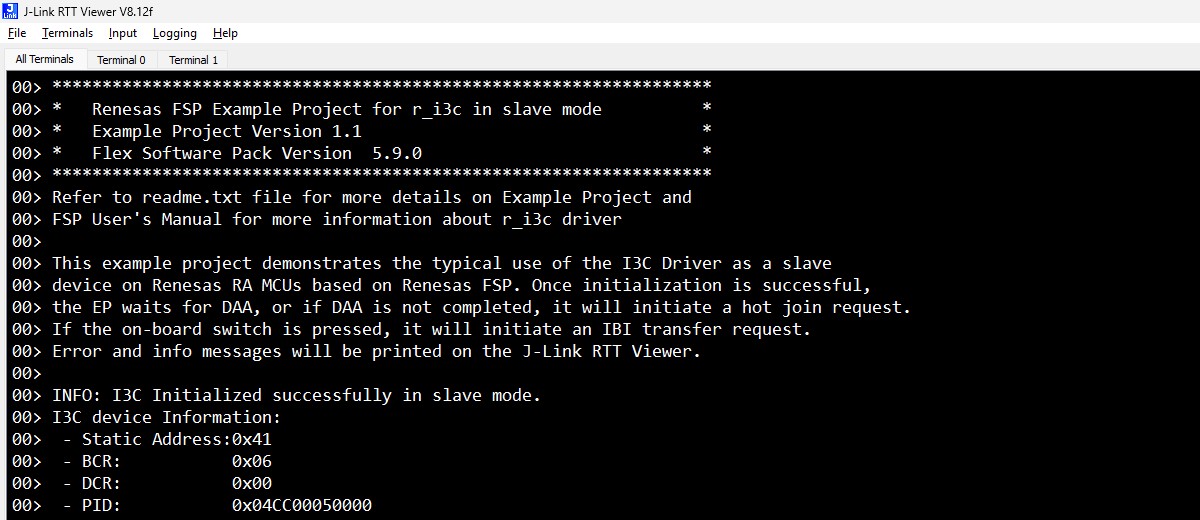 J-Link RTT Viewer V8.12f
File Terminals Input Logging Help
All Terminals Terminal 0 Terminal 1
00> ******************************************************************
00> *   Renesas FSP Example Project for r_i3c in slave mode          *
00> *   Example Project Version 1.1                                  *
00> *   Flex Software Pack Version  5.9.0                            *
00> ******************************************************************
00> Refer to readme.txt file for more details on Example Project and
00> FSP User's Manual for more information about r_i3c driver
00>
00> This example project demonstrates the typical use of the I3C Driver as a slave
00> device on Renesas RA MCUs based on Renesas FSP. Once initialization is successful,
00> the EP waits for DAA, or if DAA is not completed, it will initiate a hot join request.
00> If the on-board switch is pressed, it will initiate an IBI transfer request.
00> Error and info messages will be printed on the J-Link RTT Viewer.
00>
00> INFO: I3C Initialized successfully in slave mode.
00> I3C device Information:
00>  - Static Address:0x41
00>  - BCR:           0x06
00>  - DCR:           0x00
00>  - PID:           0x04CC00050000